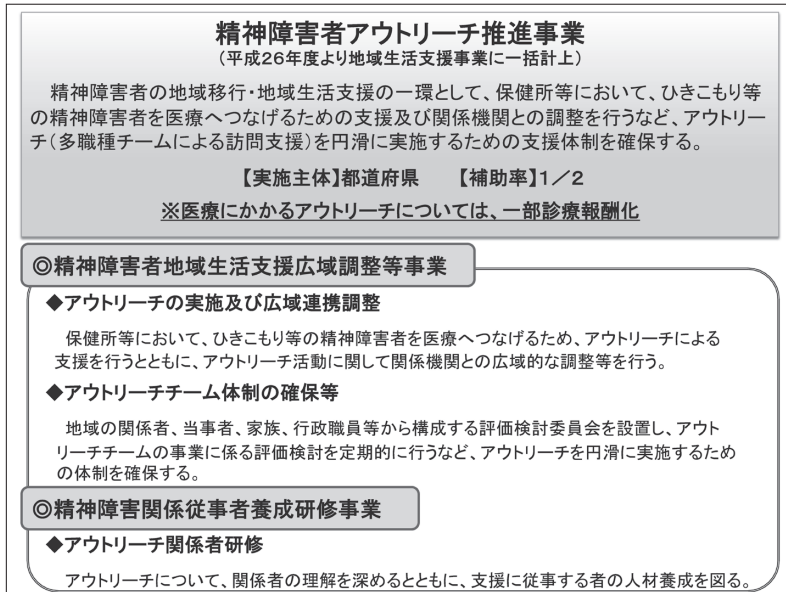 精神障害者アウトリーチ推進事業
(平成26年度より地域生活支援事業に一括計上)
精神障害者の地域移行・地域生活支援の一環として、保健所等において、ひきこもり等
の精神障害者を医療へつなげるための支援及び関係機関との調整を行うなど、アウトリー
チ(多職種チームによる訪問支援)を円滑に実施するための支援体制を確保する。
【実施主体】都道府県 【補助率】1/2
※医療にかかるアウトリーチについては、一部診療報酬化
◎精神障害者地域生活支援広域調整等事業
◆アウトリーチの実施及び広域連携調整
保健所等において、ひきこもり等の精神障害者を医療へつなげるため、アウトリーチによる
支援を行うとともに、アウトリーチ活動に関して関係機関との広域的な調整等を行う。
◆アウトリーチチーム体制の確保等
地域の関係者、当事者、家族、行政職員等から構成する評価検討委員会を設置し、アウト
リーチチームの事業に係る評価検討を定期的に行うなど、アウトリーチを円滑に実施するため
の体制を確保する。
◎精神障害関係従事者養成研修事業
◆アウトリーチ関係者研修
アウトリーチについて、関係者の理解を深めるとともに、支援に従事する者の人材養成を図る。